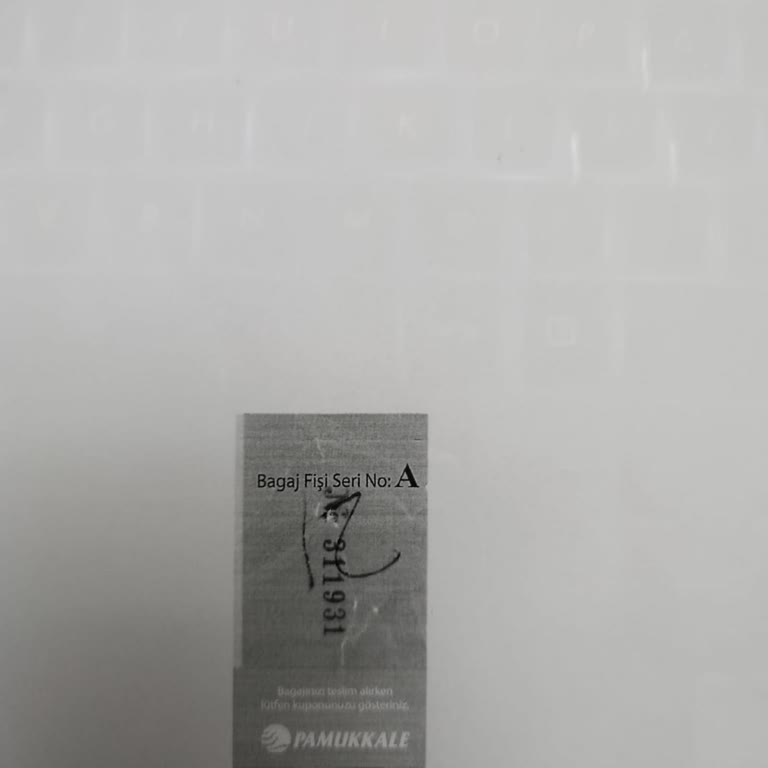 Bagaj Fişi Seri No: A
Nº 311931
Bagajınızı teslim alırken
lütfen kuponunuzu gösteriniz.
PAMUKKALE